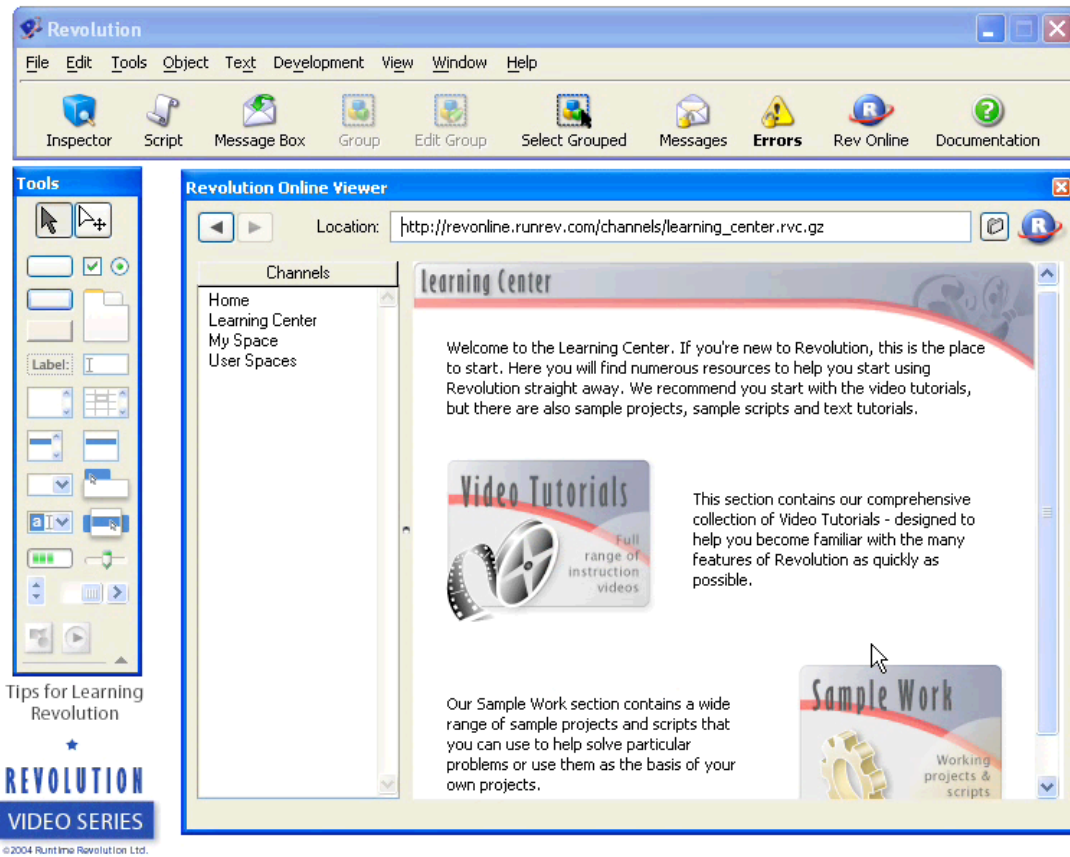 Revolution
File Edit Tools Object Text Development View Window Help
Inspector Script Message Box Group Edit Group Select Grouped Messages Errors Rev Online Documentation
Tools
Label:
a
Tips for Learning
Revolution
REVOLUTION
VIDEO SERIES
©2004 Runtime Revolution Ltd.
Revolution Online Viewer
Location: http://revonline.runrev.com/channels/learning_center.rvc.gz
R
Channels
Home
Learning Center
My Space
User Spaces
Learning Center
Welcome to the Learning Center. If you're new to Revolution, this is the place
to start. Here you will find numerous resources to help you start using
Revolution straight away. We recommend you start with the video tutorials,
but there are also sample projects, sample scripts and text tutorials.
Video Tutorials
Full
range of
instruction
videos
This section contains our comprehensive
collection of Video Tutorials - designed to
help you become familiar with the many
features of Revolution as quickly as
possible.
Our Sample Work section contains a wide
range of sample projects and scripts that
you can use to help solve particular
problems or use them as the basis of your
own projects.
Sample Work
Working
projects &
scripts